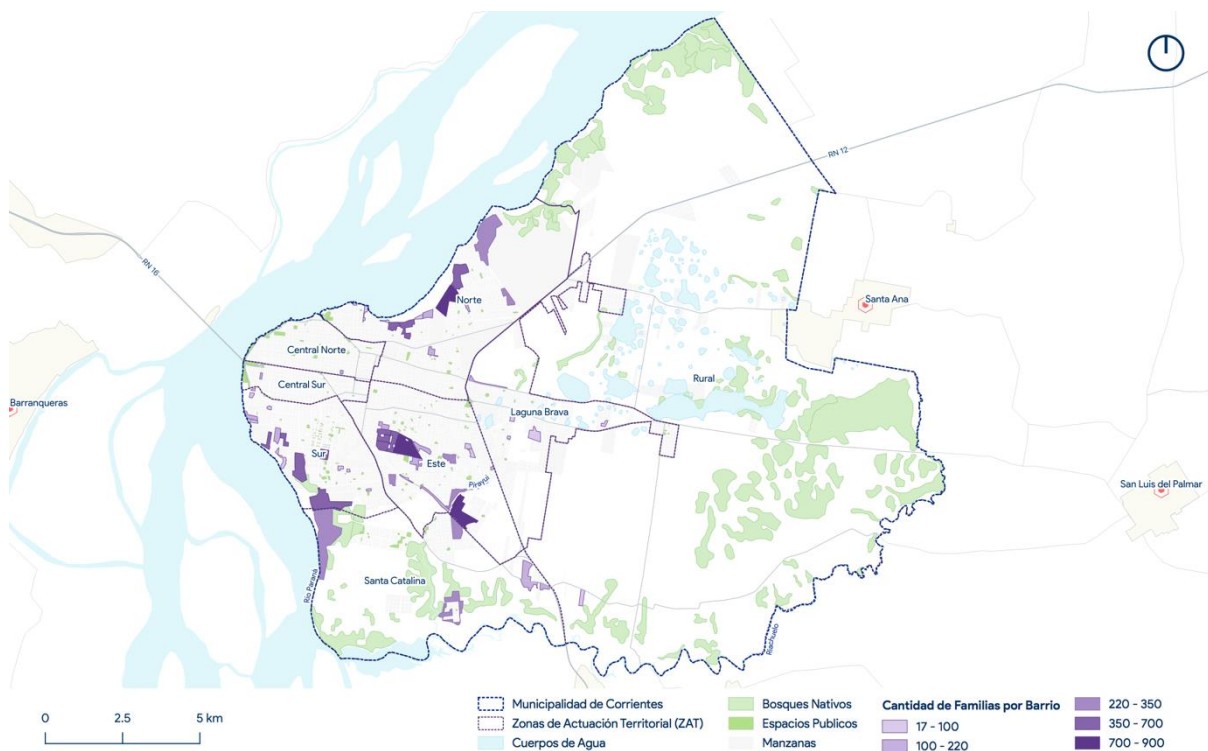 RN 12
RN 16
Santa Ana
Norte
Central Norte
Rural
Central Sur
Barranqueras
Laguna Brava
Sur
Este
Pirayuí
San Luis del Palmar
Santa Catalina
Río Paraná
Riachuelo
0 2.5 5 km
Municipalidad de Corrientes
Zonas de Actuación Territorial (ZAT)
Cuerpos de Agua
Bosques Nativos
Espacios Publicos
Manzanas
Cantidad de Familias por Barrio
17 - 100
100 - 220
220 - 350
350 - 700
700 - 900